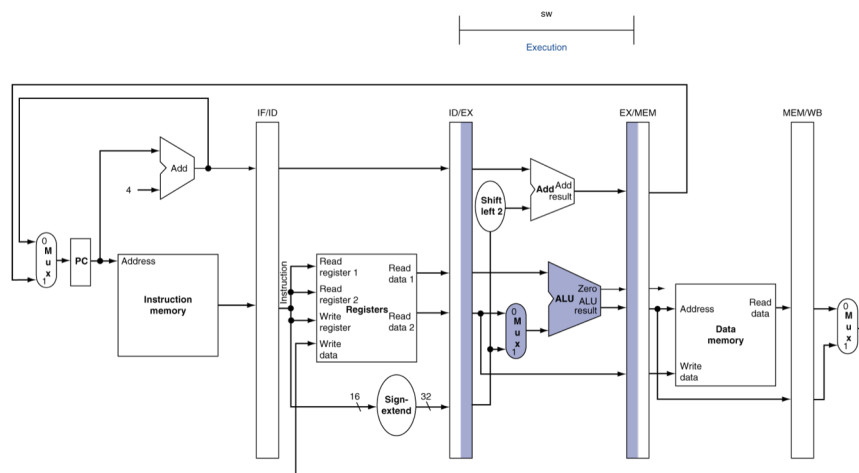 sw
Execution
IF/ID
ID/EX
EX/MEM
MEM/WB
Add
4
Shift
left 2
Add Add
result
0
M
u
x
1
PC
Address
Instruction
memory
Instruction
Read
register 1
Read
register 2
Write
register
Write
data
Registers
Read
data 1
Read
data 2
16
Sign-
extend
32
0
M
u
x
1
ALU
Zero
ALU
result
Address
Write
data
Data
memory
Read
data
0
M
u
x
1